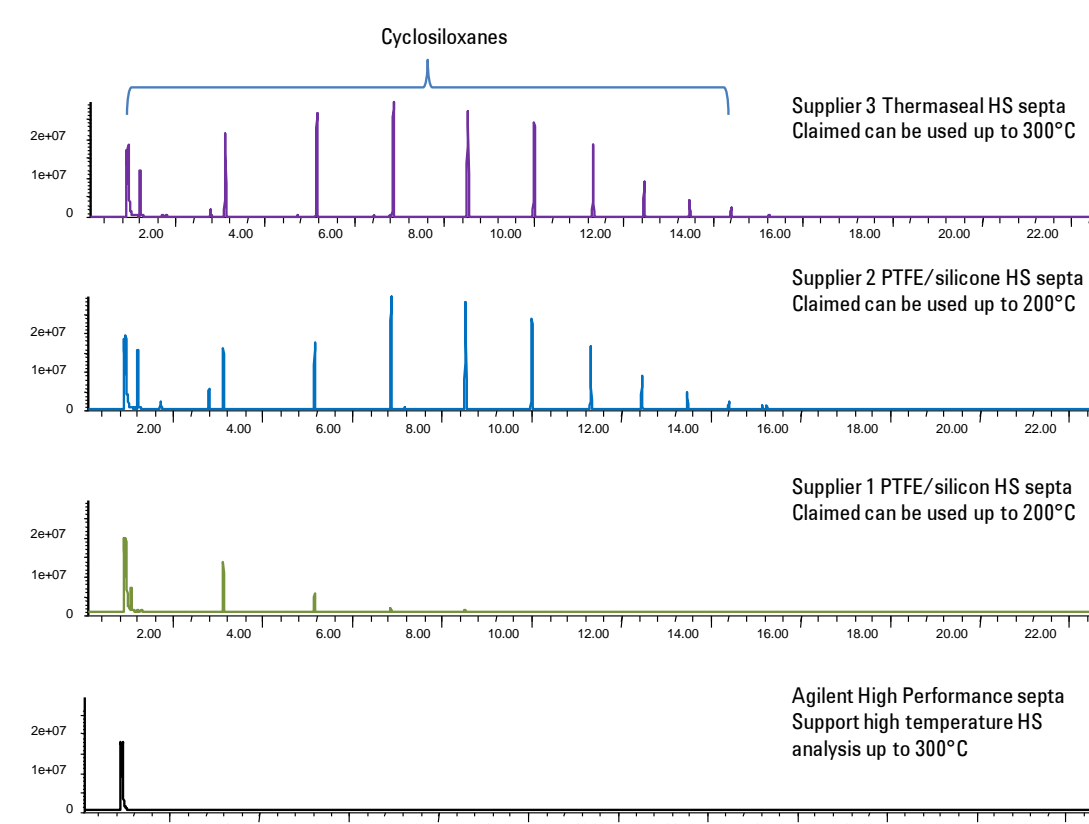 Cyclosiloxanes
Supplier 3 Thermaseal HS septa
Claimed can be used up to 300°C
2e+07
1e+07
0
2.00 4.00 6.00 8.00 10.00 12.00 14.00 16.00 18.00 22.00
Supplier 2 PTFE/silicone HS septa
Claimed can be used up to 200°C
2e+07
1e+07
0
2.00 4.00 6.00 8.00 10.00 12.00 14.00 16.00 20.00 22.00
Supplier 1 PTFE/silicon HS septa
Claimed can be used up to 200°C
2e+07
1e+07
0
2.00 4.00 6.00 8.00 10.00 12.00 14.00 16.00 20.00 22.00
Agilent High Performance septa
Support high temperature HS
analysis up to 300°C
2e+07
1e+07
0